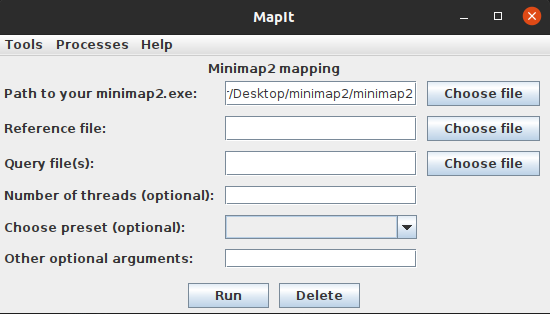 MapIt
Tools Processes Help
Minimap2 mapping
Path to your minimap2.exe: r/Desktop/minimap2/minimap2 Choose file
Reference file: Choose file
Query file(s): Choose file
Number of threads (optional):
Choose preset (optional):
Other optional arguments:
Run Delete